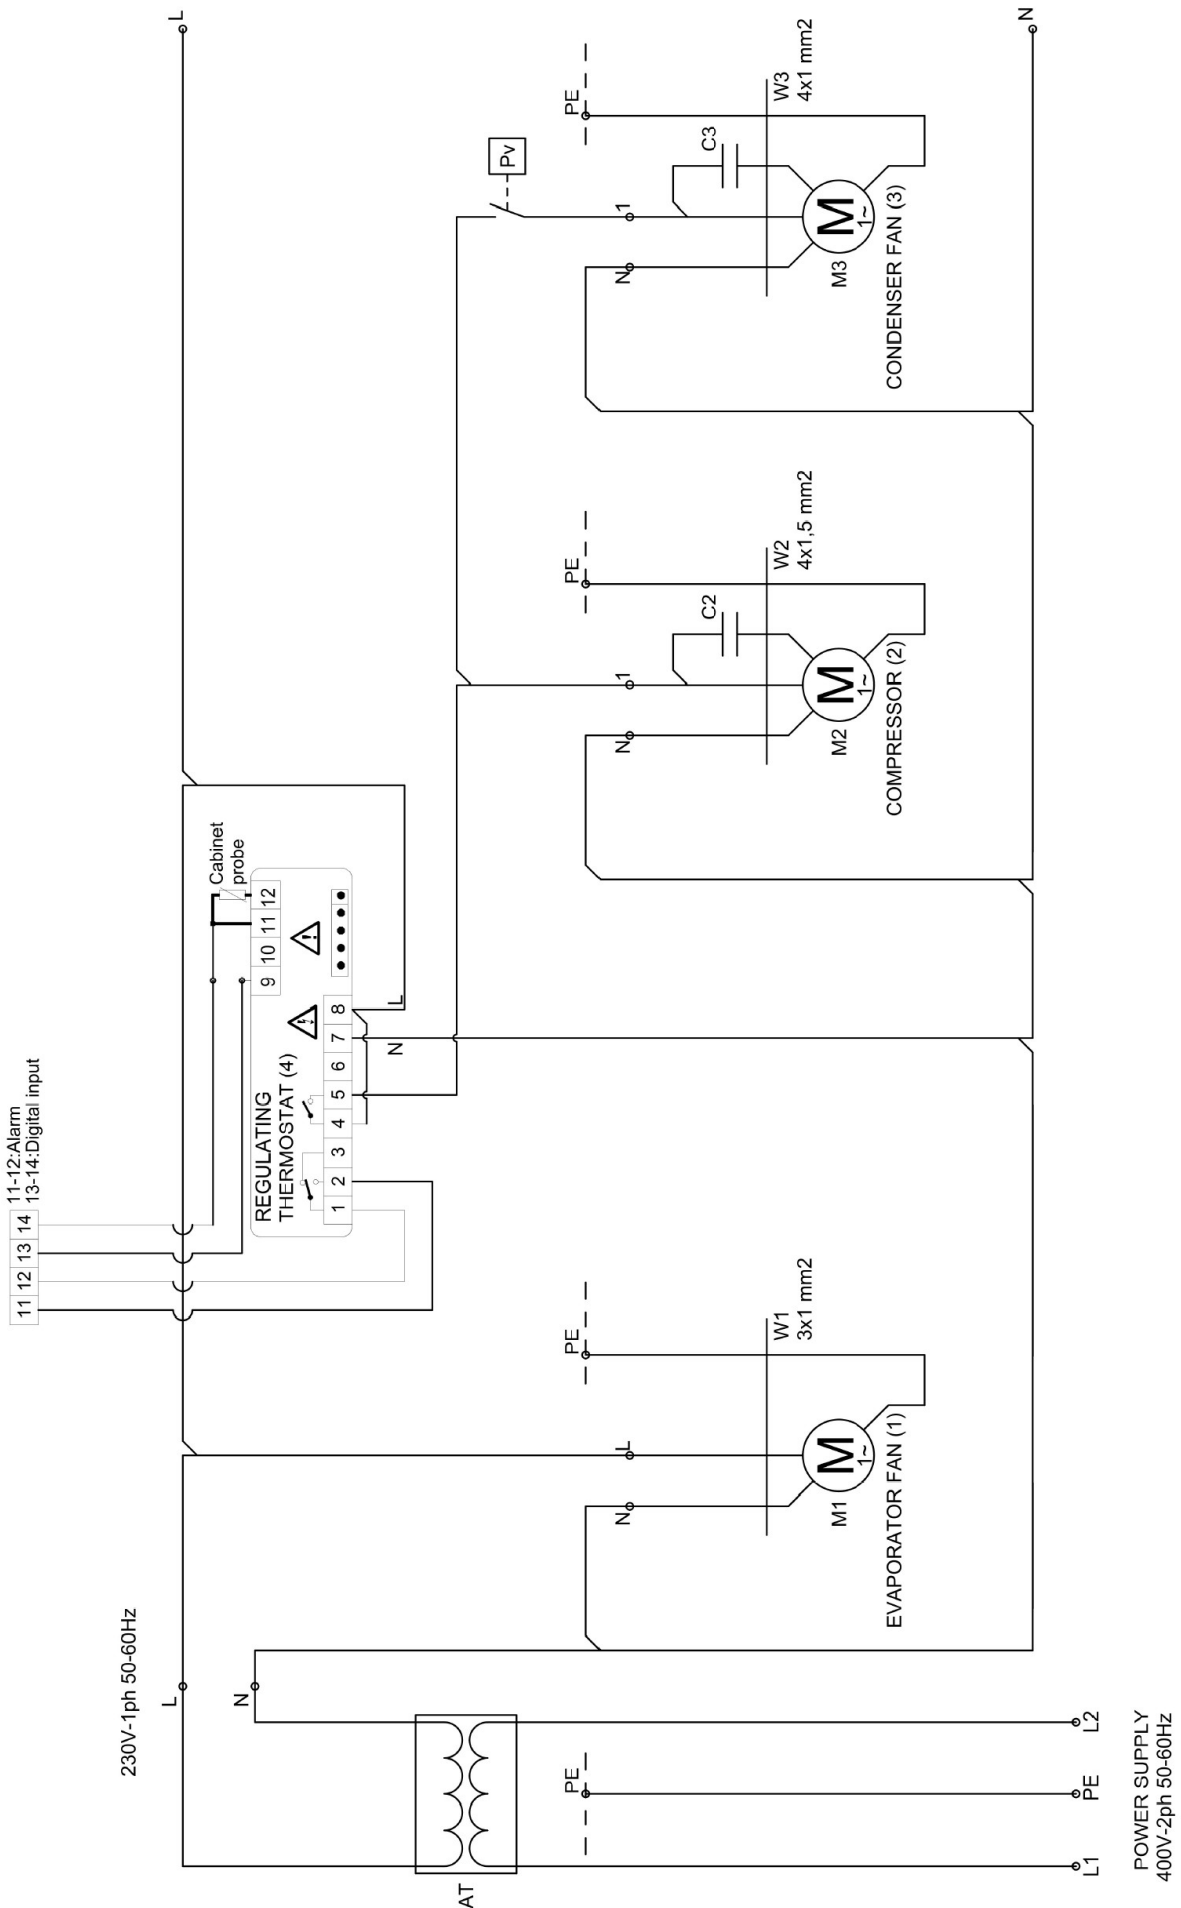 POWER SUPPLY
400V-2ph 50-60Hz
L1
PE
L2
AT
PE
230V-1ph 50-60Hz
L
N
11 12 13 14
11-12:Alarm
13-14:Digital input
REGULATING
THERMOSTAT (4)
1 2 3 4 5 6 7 8
9 10 11 12
Cabinet
probe
L
N
L
N
N
L
PE
W1
3x1 mm2
M
1~
M1
EVAPORATOR FAN (1)
N
1
PE
C2
W2
4x1,5 mm2
M
1~
M2
COMPRESSOR (2)
Pv
N
1
PE
C3
W3
4x1 mm2
M
1~
M3
CONDENSER FAN (3)